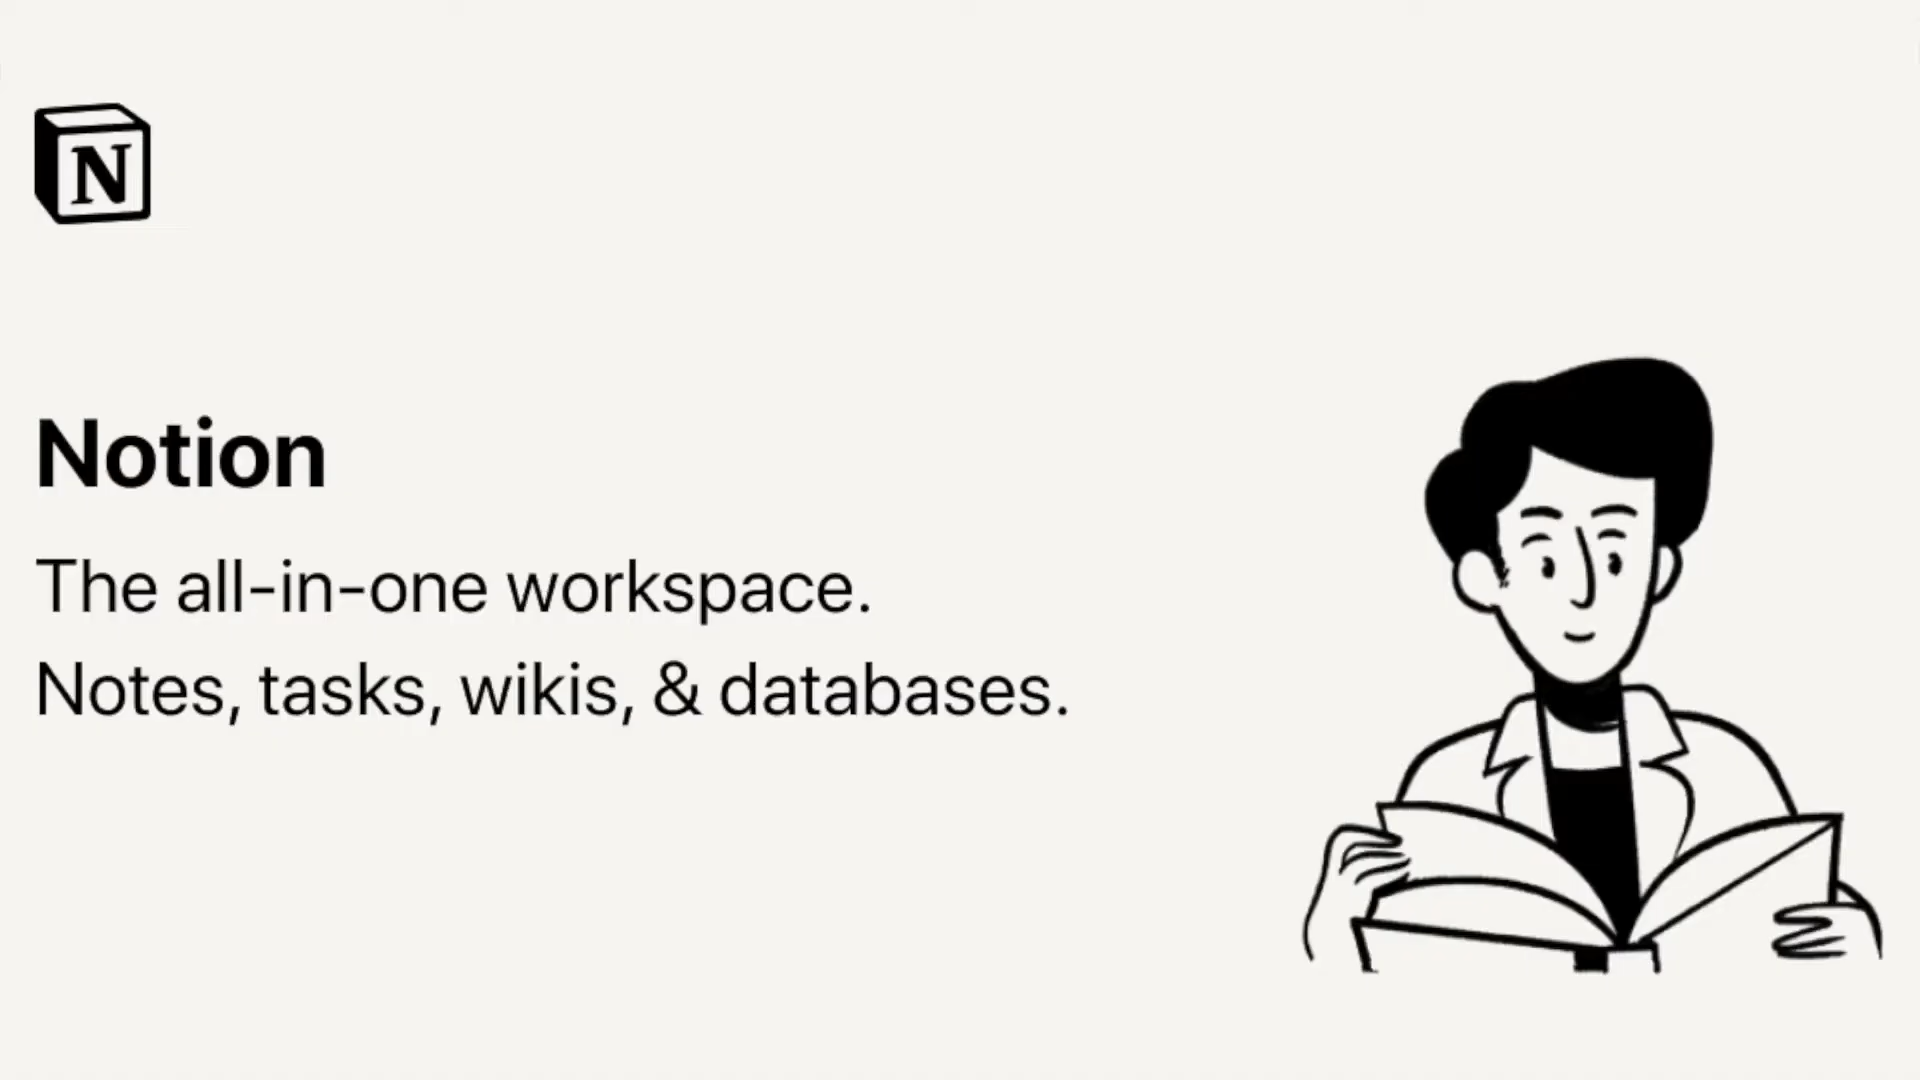 N
Notion
The all-in-one workspace.
Notes, tasks, wikis, & databases.